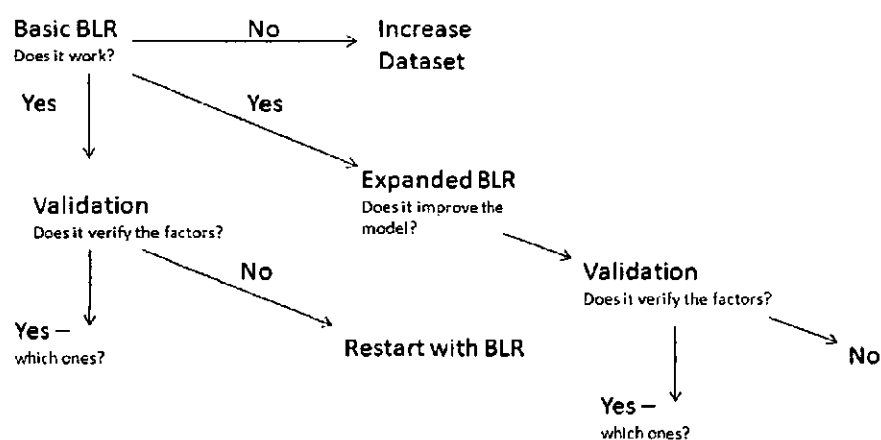 Basic BLR
Does it work?
No
Increase
Dataset
Yes
Yes
Expanded BLR
Does it improve the
model?
Validation
Does it verify the factors?
No
Validation
Does it verify the factors?
Yes –
which ones?
Restart with BLR
No
Yes –
which ones?